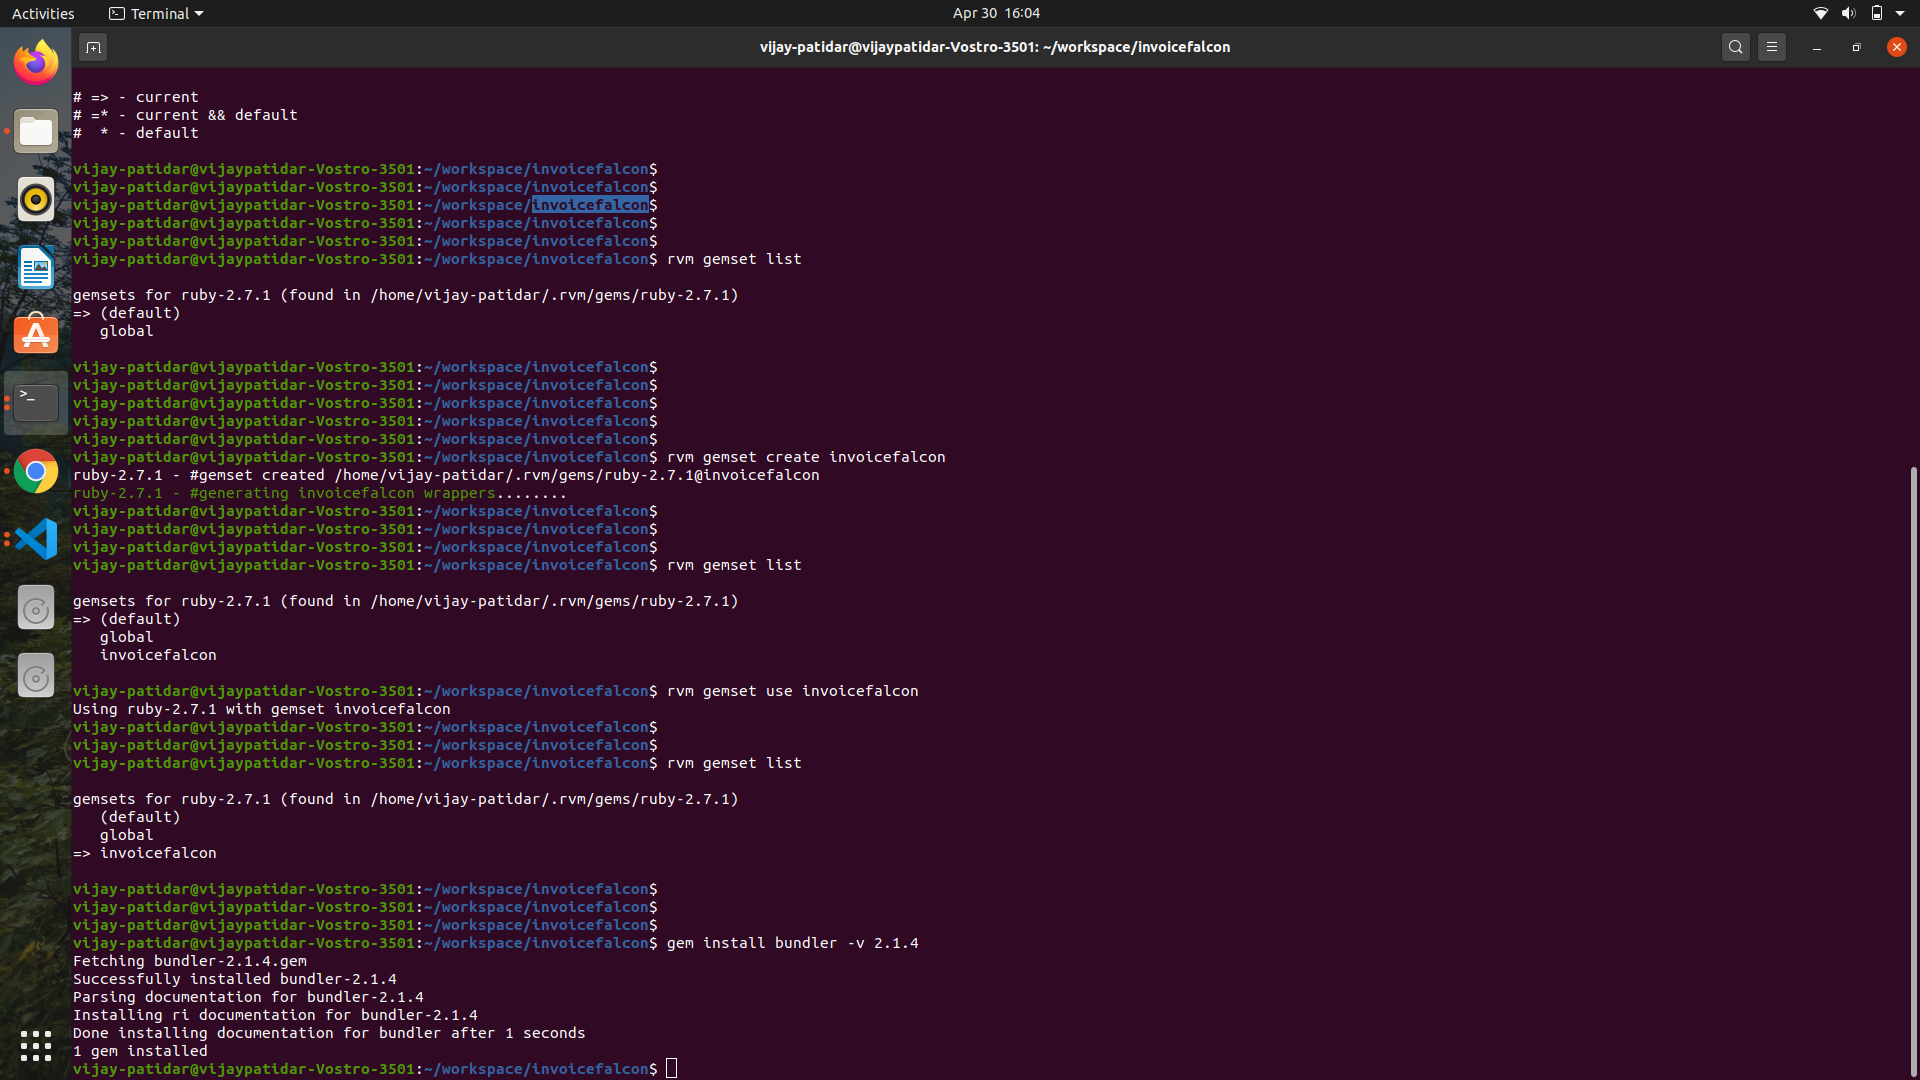 Activities
Terminal
Apr 30 16:04
vijay-patidar@vijaypatidar-Vostro-3501: ~/workspace/invoicefalcon
# => - current
# =* - current && default
#  * - default
vijay-patidar@vijaypatidar-Vostro-3501:~/workspace/invoicefalcon$
vijay-patidar@vijaypatidar-Vostro-3501:~/workspace/invoicefalcon$
vijay-patidar@vijaypatidar-Vostro-3501:~/workspace/invoicefalcon$
vijay-patidar@vijaypatidar-Vostro-3501:~/workspace/invoicefalcon$
vijay-patidar@vijaypatidar-Vostro-3501:~/workspace/invoicefalcon$
vijay-patidar@vijaypatidar-Vostro-3501:~/workspace/invoicefalcon$ rvm gemset list
gemsets for ruby-2.7.1 (found in /home/vijay-patidar/.rvm/gems/ruby-2.7.1)
=> (default)
   global
vijay-patidar@vijaypatidar-Vostro-3501:~/workspace/invoicefalcon$
vijay-patidar@vijaypatidar-Vostro-3501:~/workspace/invoicefalcon$
vijay-patidar@vijaypatidar-Vostro-3501:~/workspace/invoicefalcon$
vijay-patidar@vijaypatidar-Vostro-3501:~/workspace/invoicefalcon$
vijay-patidar@vijaypatidar-Vostro-3501:~/workspace/invoicefalcon$
vijay-patidar@vijaypatidar-Vostro-3501:~/workspace/invoicefalcon$ rvm gemset create invoicefalcon
ruby-2.7.1 - #gemset created /home/vijay-patidar/.rvm/gems/ruby-2.7.1@invoicefalcon
ruby-2.7.1 - #generating invoicefalcon wrappers........
vijay-patidar@vijaypatidar-Vostro-3501:~/workspace/invoicefalcon$
vijay-patidar@vijaypatidar-Vostro-3501:~/workspace/invoicefalcon$
vijay-patidar@vijaypatidar-Vostro-3501:~/workspace/invoicefalcon$
vijay-patidar@vijaypatidar-Vostro-3501:~/workspace/invoicefalcon$ rvm gemset list
gemsets for ruby-2.7.1 (found in /home/vijay-patidar/.rvm/gems/ruby-2.7.1)
=> (default)
   global
   invoicefalcon
vijay-patidar@vijaypatidar-Vostro-3501:~/workspace/invoicefalcon$ rvm gemset use invoicefalcon
Using ruby-2.7.1 with gemset invoicefalcon
vijay-patidar@vijaypatidar-Vostro-3501:~/workspace/invoicefalcon$
vijay-patidar@vijaypatidar-Vostro-3501:~/workspace/invoicefalcon$
vijay-patidar@vijaypatidar-Vostro-3501:~/workspace/invoicefalcon$ rvm gemset list
gemsets for ruby-2.7.1 (found in /home/vijay-patidar/.rvm/gems/ruby-2.7.1)
   (default)
   global
=> invoicefalcon
vijay-patidar@vijaypatidar-Vostro-3501:~/workspace/invoicefalcon$
vijay-patidar@vijaypatidar-Vostro-3501:~/workspace/invoicefalcon$
vijay-patidar@vijaypatidar-Vostro-3501:~/workspace/invoicefalcon$
vijay-patidar@vijaypatidar-Vostro-3501:~/workspace/invoicefalcon$ gem install bundler -v 2.1.4
Fetching bundler-2.1.4.gem
Successfully installed bundler-2.1.4
Parsing documentation for bundler-2.1.4
Installing ri documentation for bundler-2.1.4
Done installing documentation for bundler after 1 seconds
1 gem installed
vijay-patidar@vijaypatidar-Vostro-3501:~/workspace/invoicefalcon$